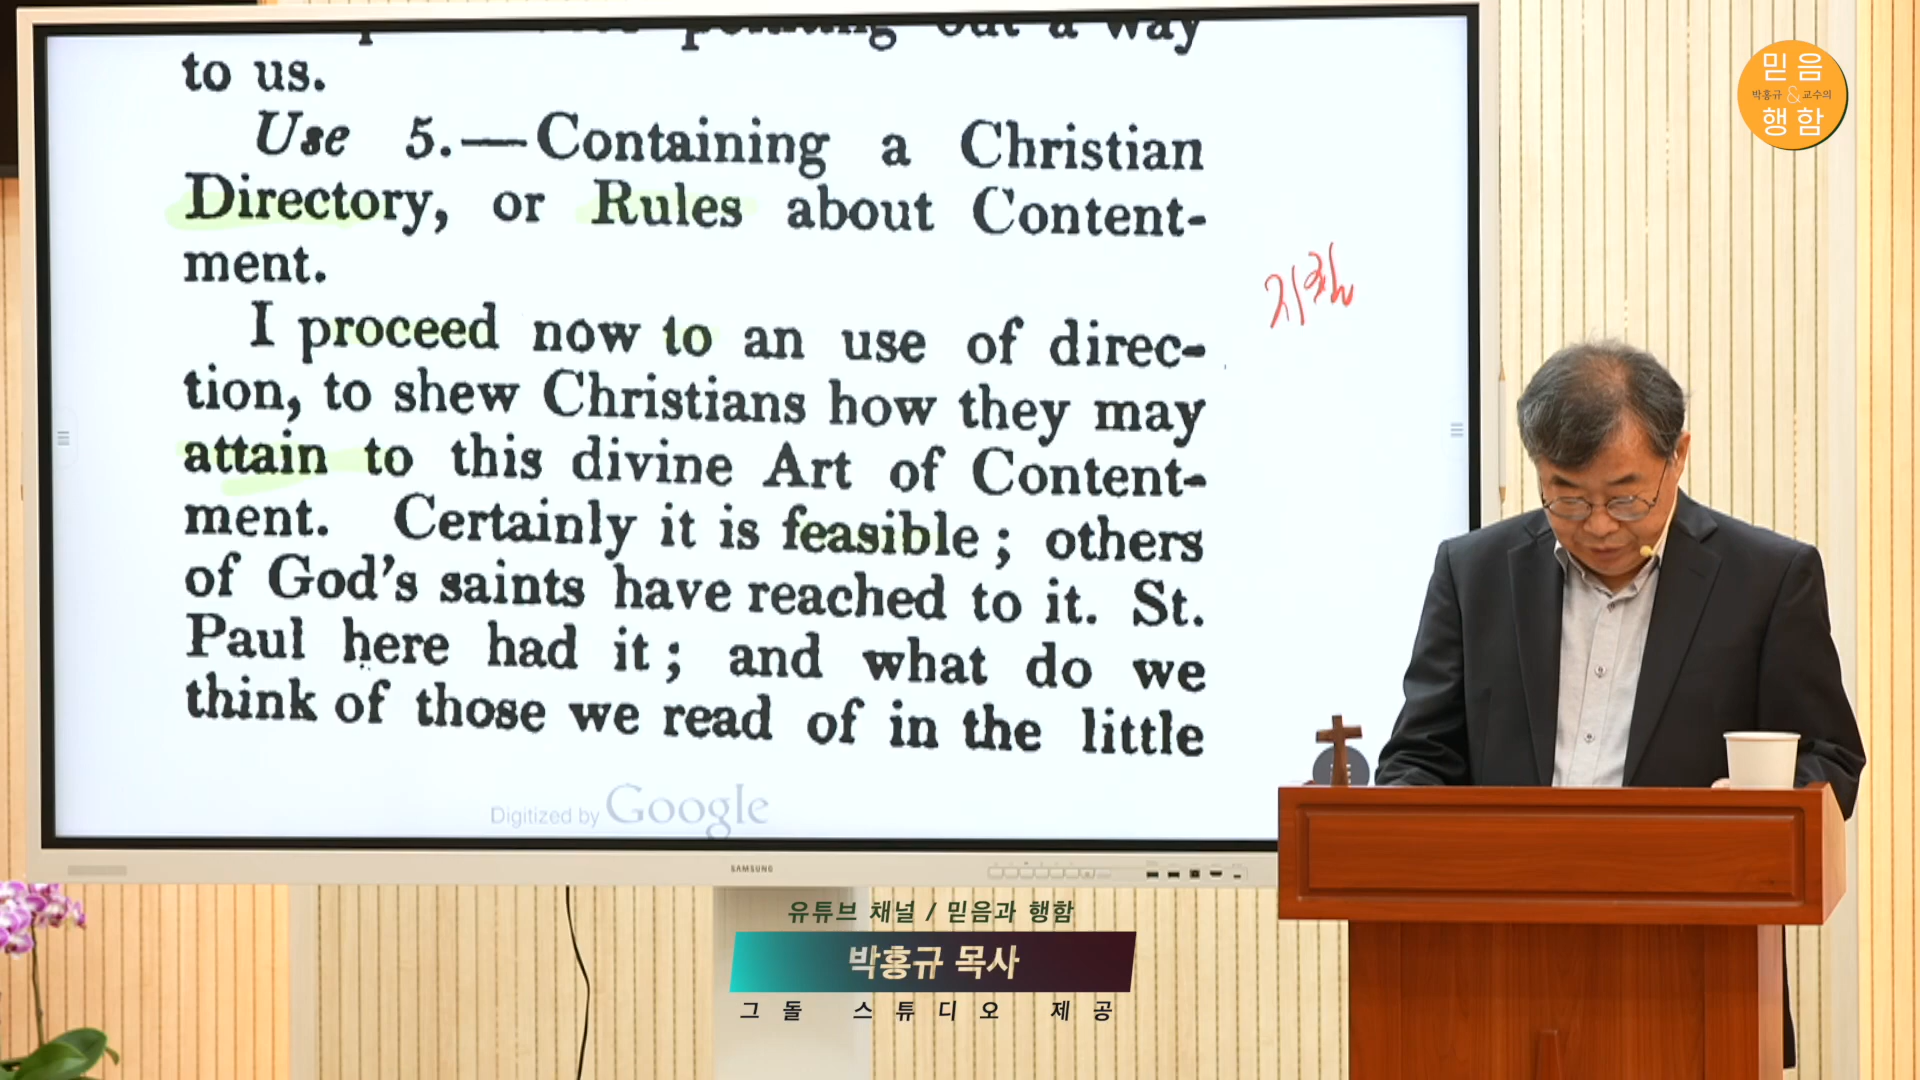 out a way
to us.
Use 5.—Containing a Christian
Directory, or Rules about Content-
ment.
I proceed now to an use of direc-
tion, to shew Christians how they may
attain to this divine Art of Content-
ment. Certainly it is feasible; others
of God's saints have reached to it. St.
Paul here had it; and what do we
think of those we read of in the little
Digitized by Google
지침
SAMSUNG
믿음
박홍규 & 교수의
행함
유튜브 채널 / 믿음과 행함
박홍규 목사
그돌 스튜디오 제공